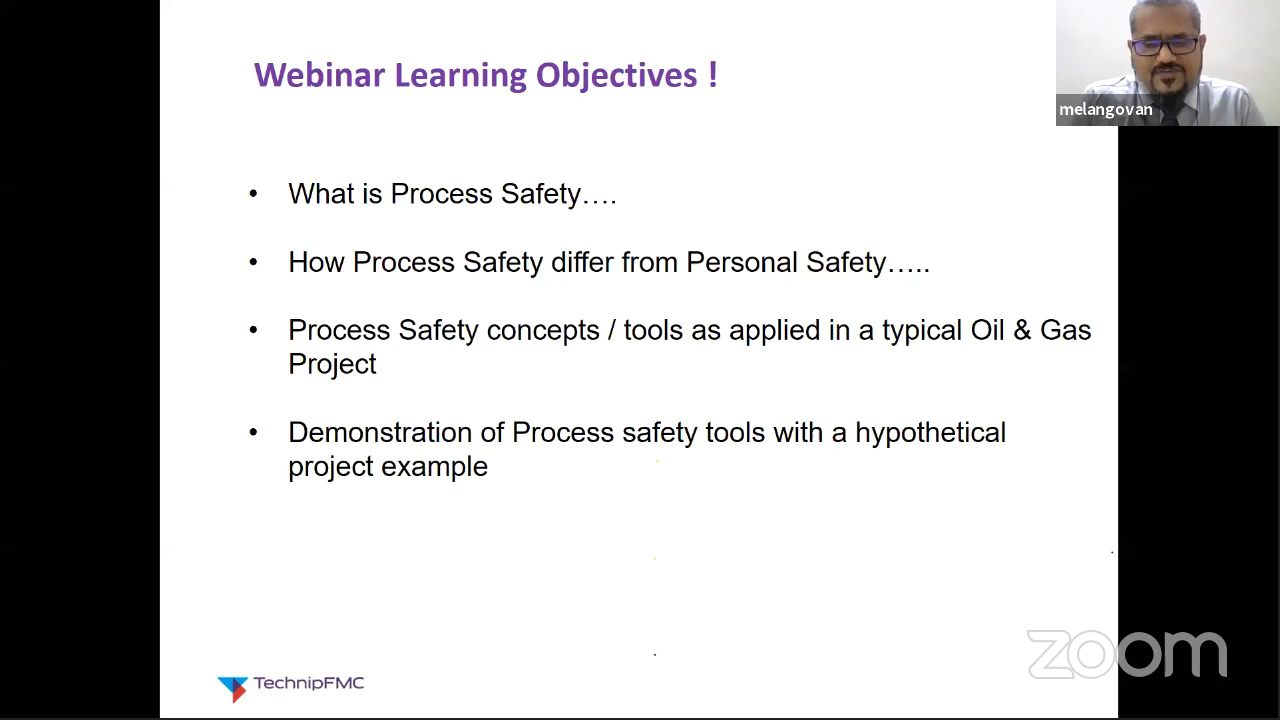 Webinar Learning Objectives !
melangovan
• What is Process Safety….
• How Process Safety differ from Personal Safety…..
• Process Safety concepts / tools as applied in a typical Oil & Gas
Project
• Demonstration of Process safety tools with a hypothetical
project example
zoom
TechnipFMC